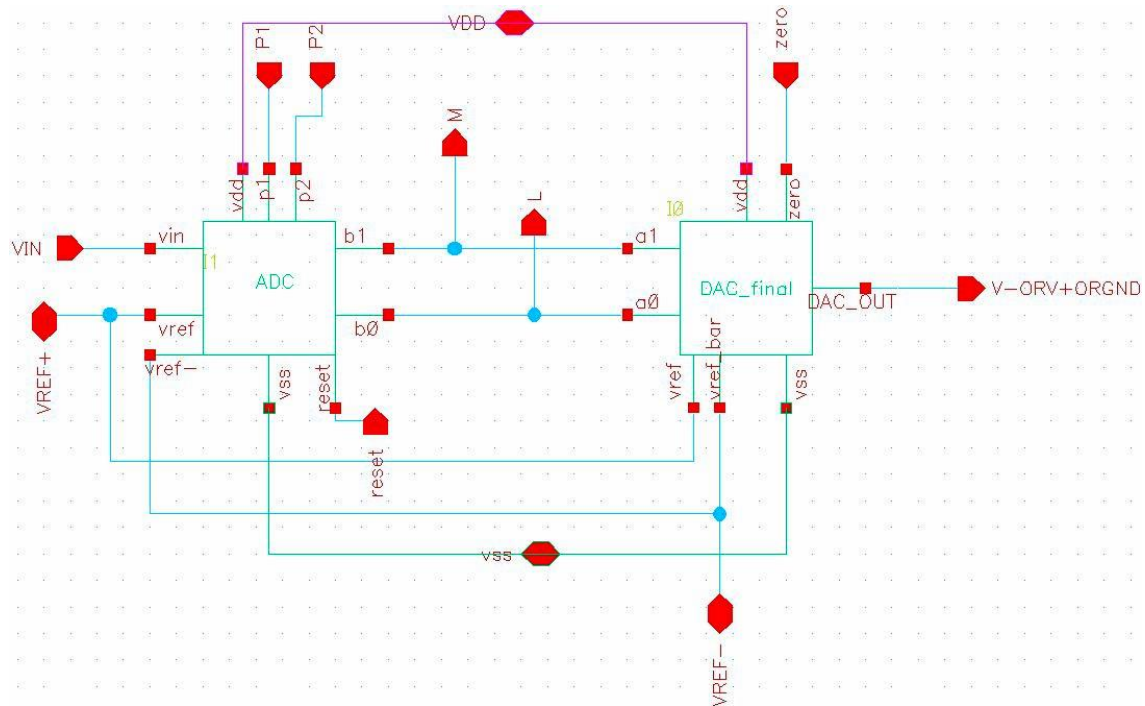 VDD
P1
P2
zero
M
L
vdd
p1
p2
vdd
zero
I0
VIN
vin
I1
ADC
b1
a1
DAC_final
DAC_OUT
V-ORV+ORGND
VREF+
vref
b0
a0
vref-
vss
reset
reset
vref
vref_bar
vss
vss
VREF-